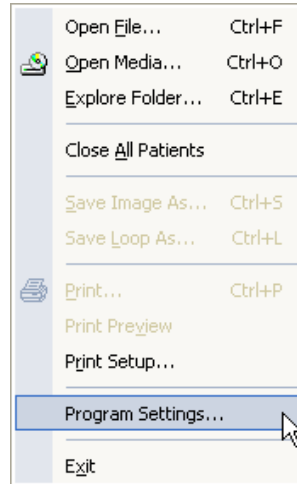 Open File... Ctrl+F
Open Media... Ctrl+O
Explore Folder... Ctrl+E
Close All Patients
Save Image As... Ctrl+S
Save Loop As... Ctrl+L
Print... Ctrl+P
Print Preview
Print Setup...
Program Settings...
Exit